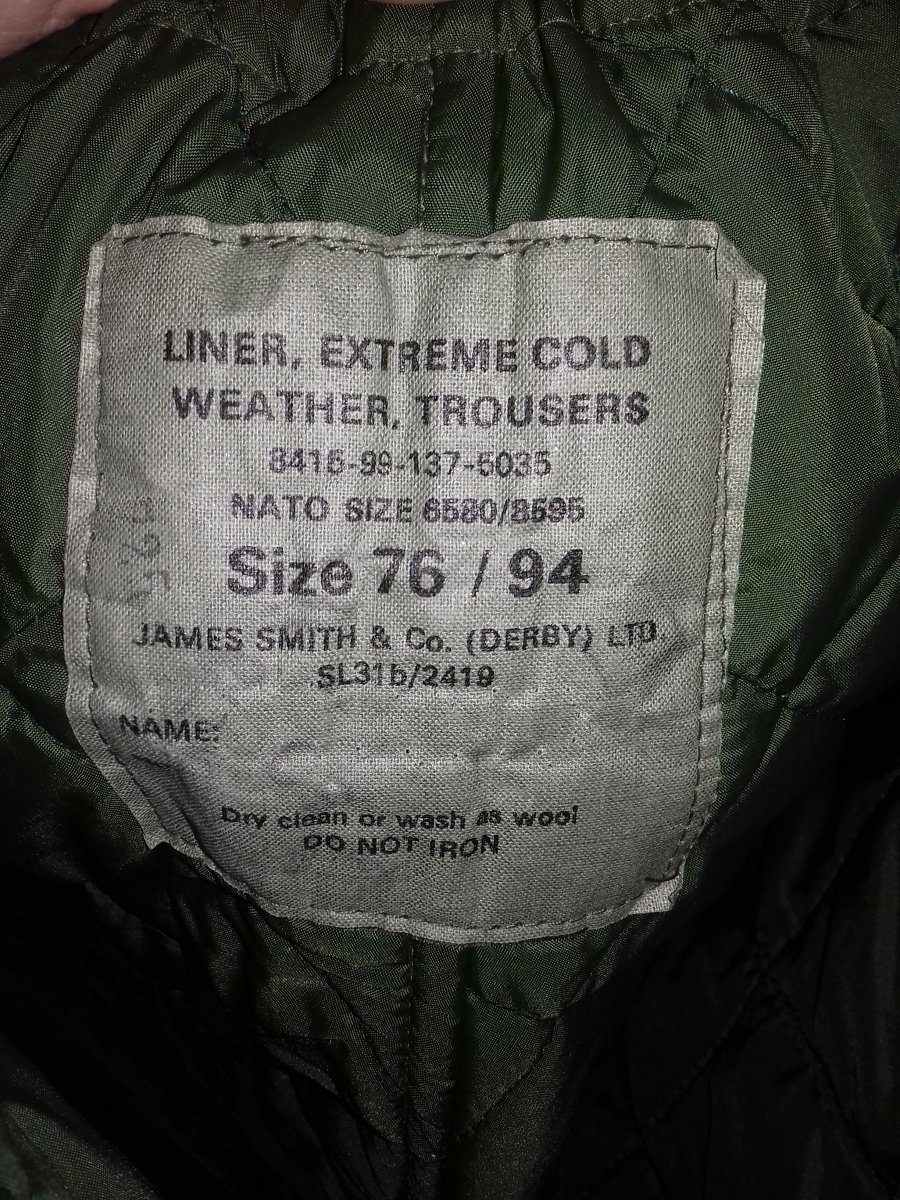 LINER, EXTREME COLD
WEATHER, TROUSERS
8415-99-137-5035
NATO SIZE 6580/8595
Size 76 / 94
JAMES SMITH & Co. (DERBY) LTD
SL31b/2419
NAME:
Dry clean or wash as wool
DO NOT IRON